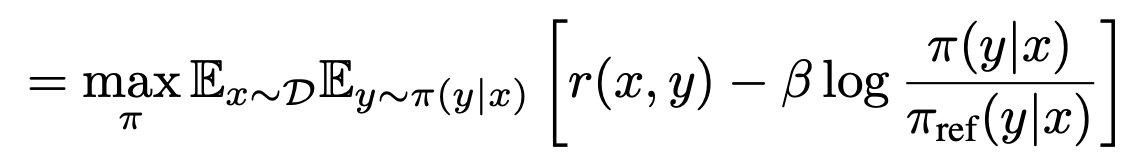 = max_π 𝔼_{x∼𝒟} 𝔼_{y∼π(y|x)} [ r(x, y) − β log π(y|x) / π_ref(y|x) ]